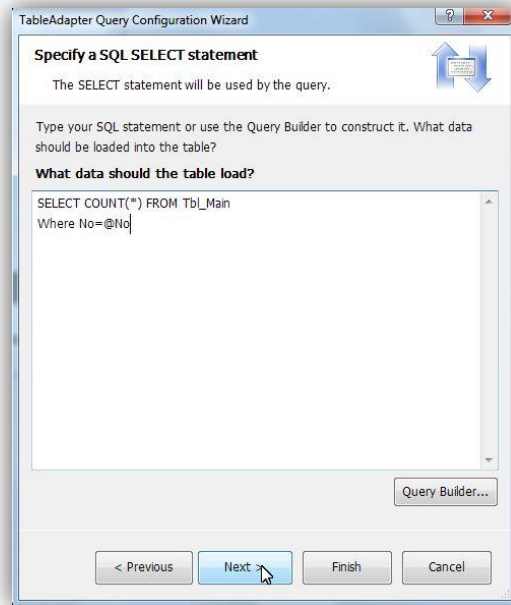 TableAdapter Query Configuration Wizard
?
X
Specify a SQL SELECT statement
The SELECT statement will be used by the query.
Type your SQL statement or use the Query Builder to construct it. What data
should be loaded into the table?
What data should the table load?
SELECT COUNT(*) FROM Tbl_Main
Where No=@No
Query Builder...
< Previous
Next >
Finish
Cancel